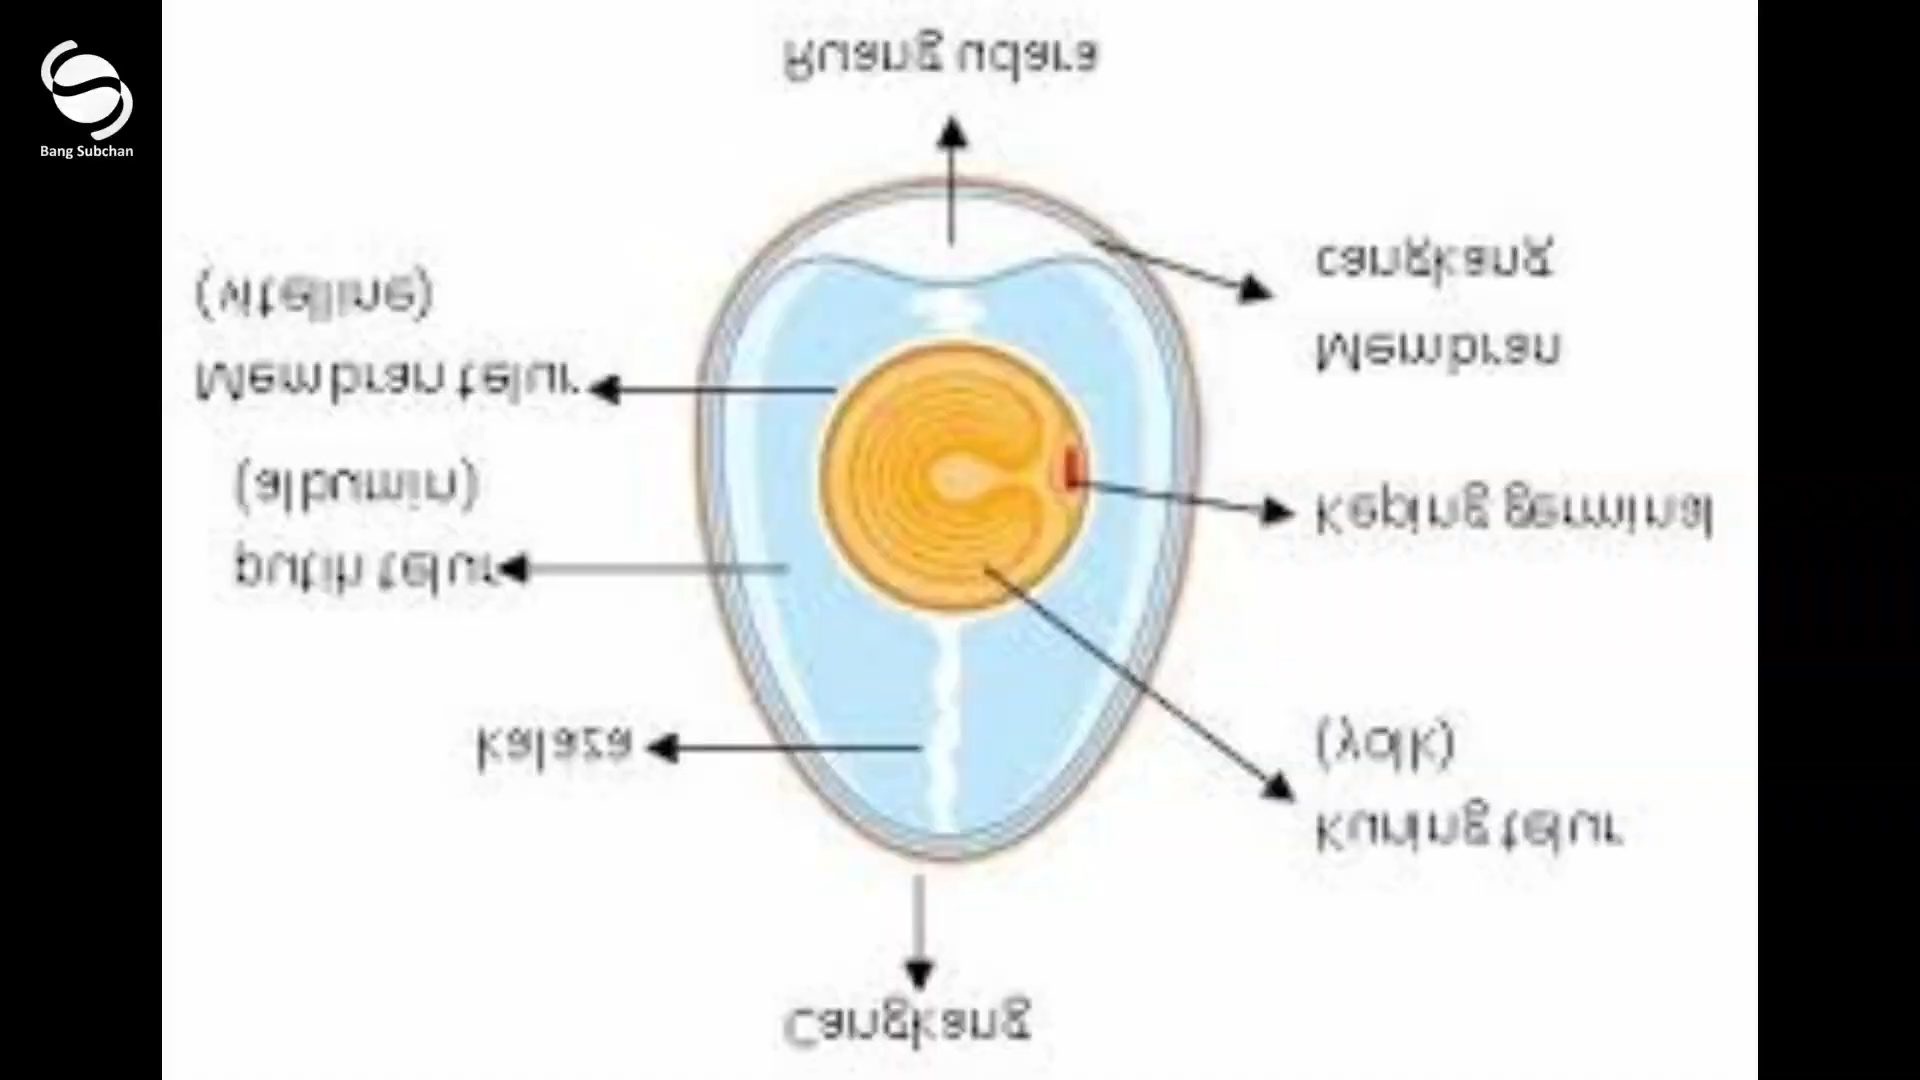 Bang Subchan
Ruang udara
(vitelline)
Membran telur
cangkang
Membran
(albumin)
putih telur
Keping germinal
kalaza
(yolk)
Kuning telur
Cangkang